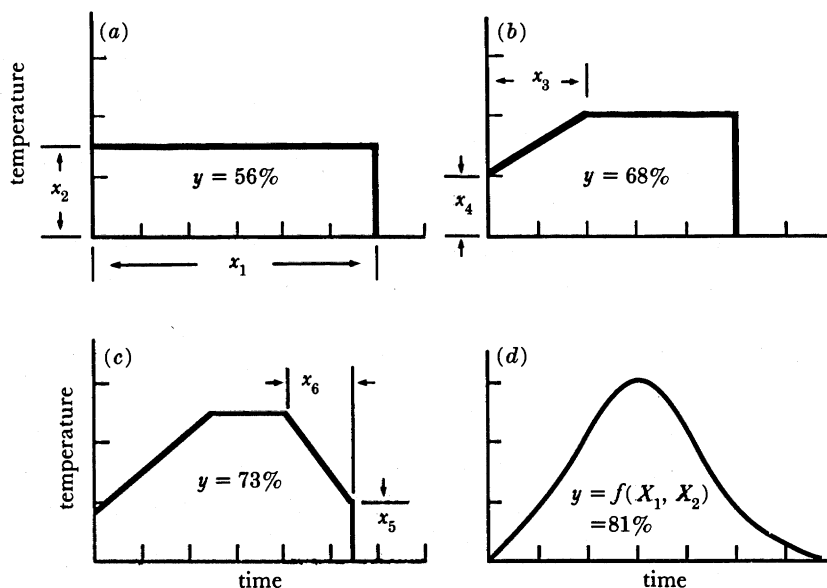 (a)
temperature
x2
y = 56%
x1
(b)
x3
x4
y = 68%
(c)
temperature
x6
y = 73%
x5
time
(d)
y = f(X1, X2)
=81%
time